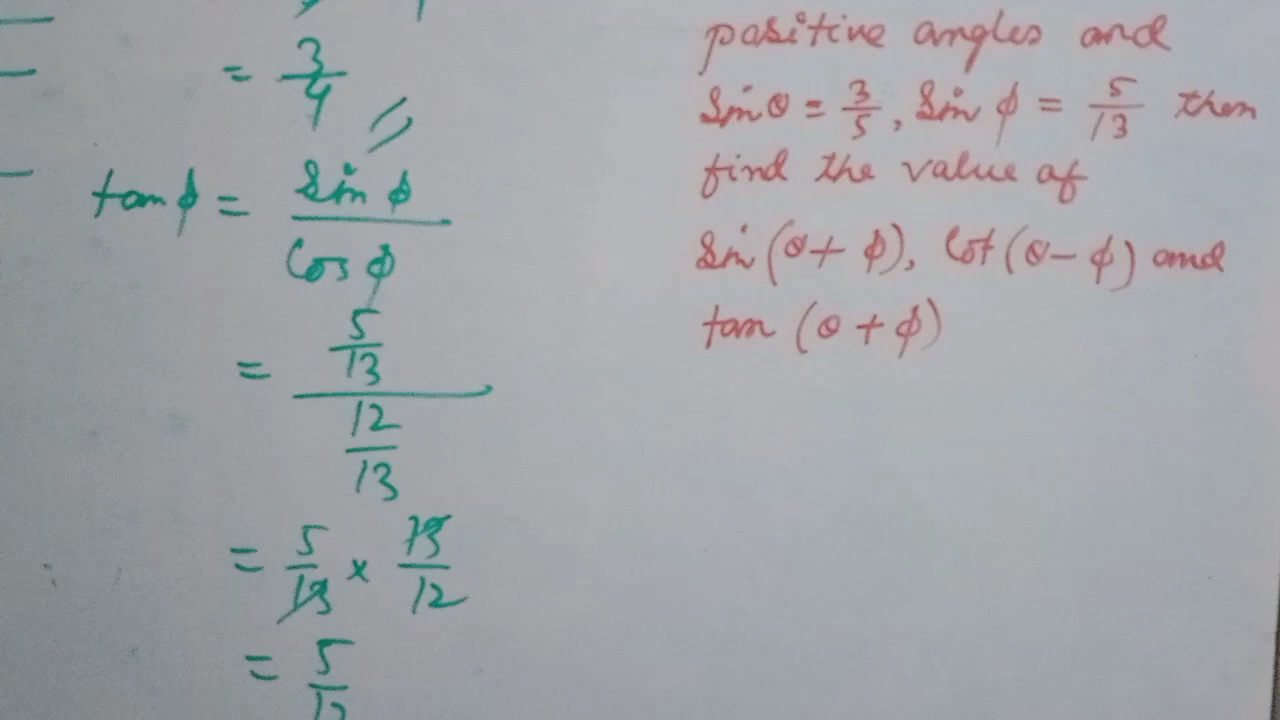 = 3/4
tan φ = sin φ / cos φ
= 5/13 / 12/13
= 5/13 × 13/12
= 5/12
positive angles and
sin θ = 3/5, sin φ = 5/13 then
find the value of
sin (θ + φ), cot (θ - φ) and
tan (θ + φ)